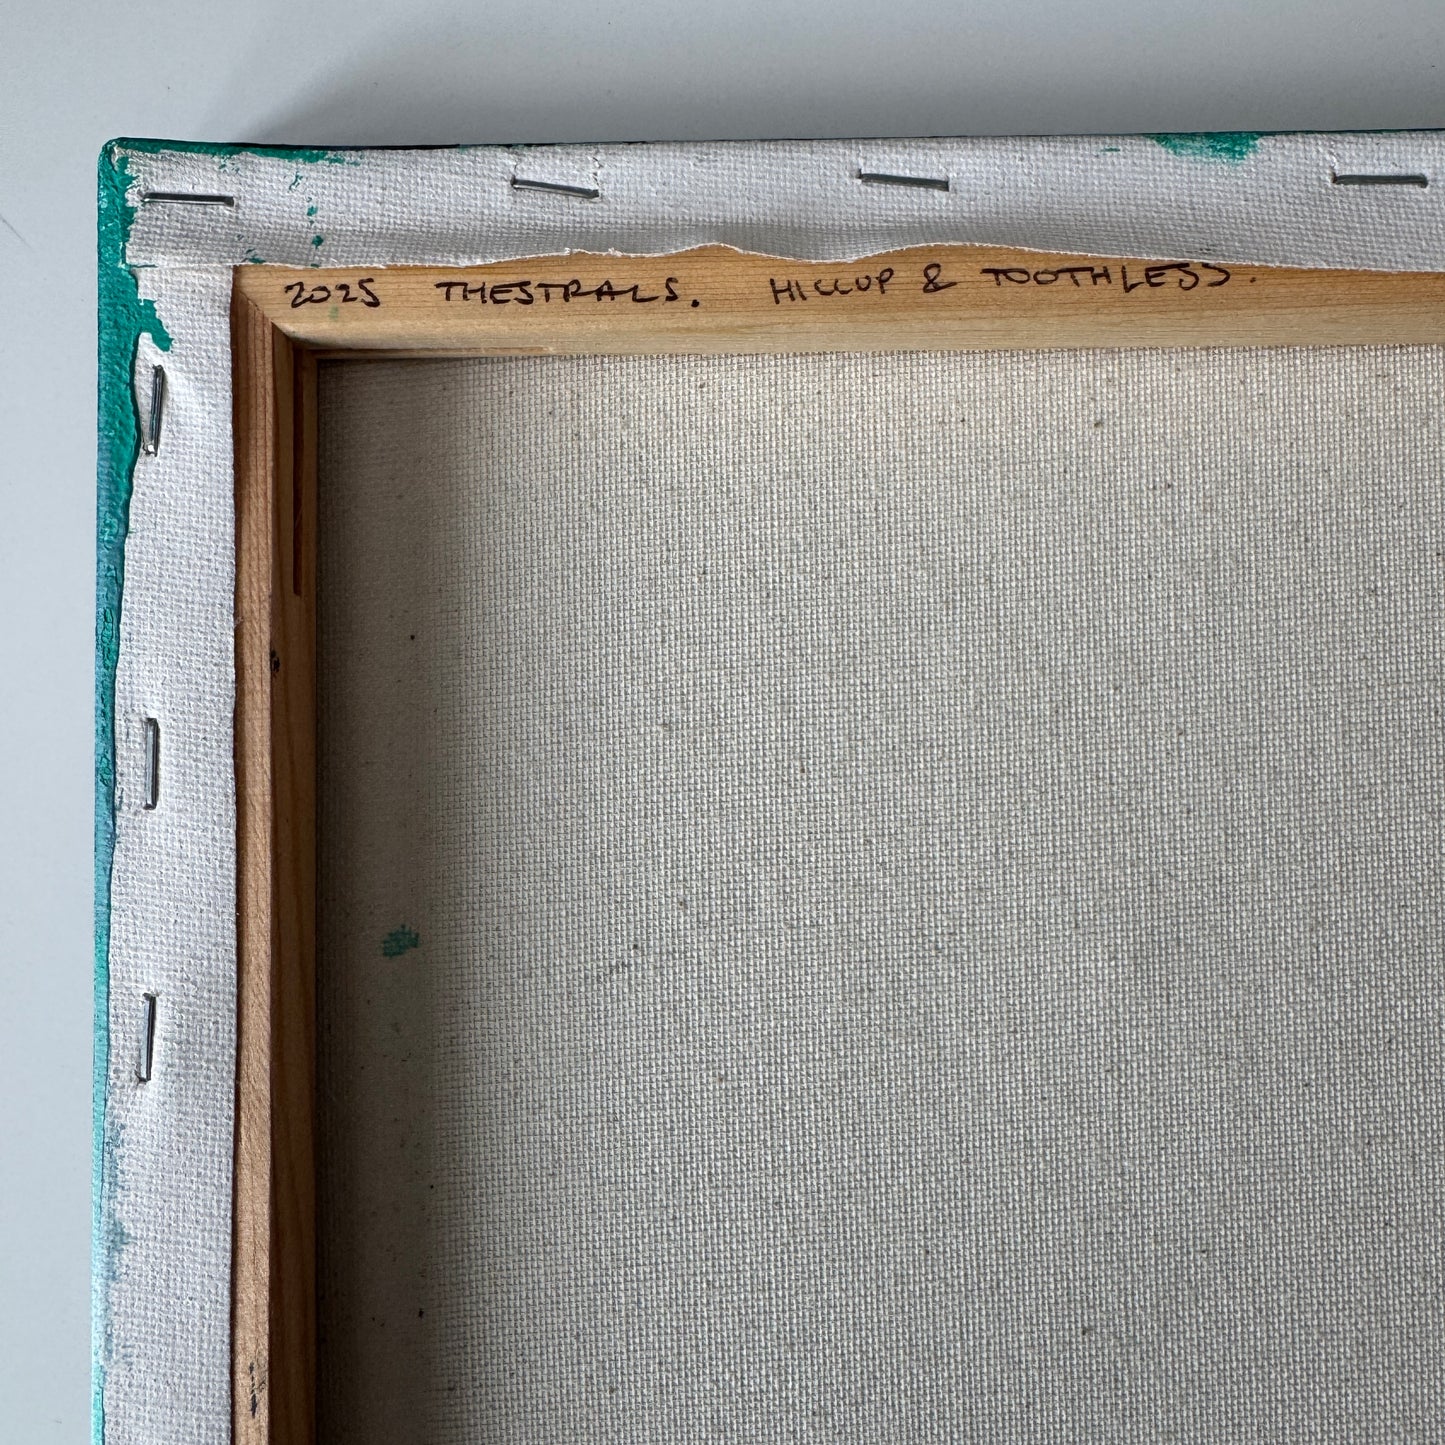 2025 THESTRALS. HICCUP & TOOTHLESS.